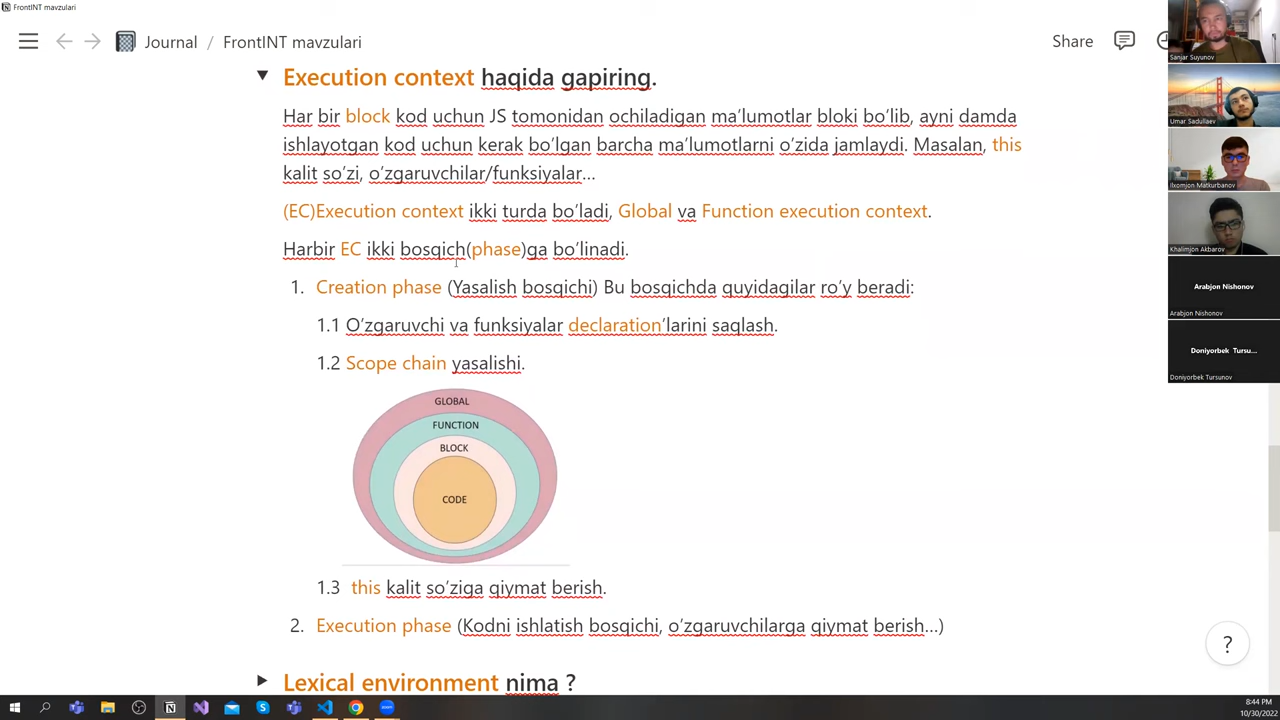 FrontINT mavzulari
Journal / FrontINT mavzulari
Share
Execution context haqida gapiring.
Har bir block kod uchun JS tomonidan ochiladigan ma’lumotlar bloki bo’lib, ayni damda
ishlayotgan kod uchun kerak bo’lgan barcha ma’lumotlarni o’zida jamlaydi. Masalan, this
kalit so’zi, o’zgaruvchilar/funksiyalar...
(EC)Execution context ikki turda bo’ladi, Global va Function execution context.
Harbir EC ikki bosqich(phase)ga bo’linadi.
1. Creation phase (Yasalish bosqichi) Bu bosqichda quyidagilar ro’y beradi:
1.1 O’zgaruvchi va funksiyalar declaration’larini saqlash.
1.2 Scope chain yasalishi.
GLOBAL
FUNCTION
BLOCK
CODE
1.3 this kalit so’ziga qiymat berish.
2. Execution phase (Kodni ishlatish bosqichi, o’zgaruvchilarga qiymat berish...)
Lexical environment nima ?
?
Sanjar Suyunov
Umar Sadullaev
Ilxomjon Matkurbanov
Khalimjon Akbarov
Arabjon Nishonov
Arabjon Nishonov
Doniyorbek Tursu...
Doniyorbek Tursunov
8:44 PM
10/30/2022